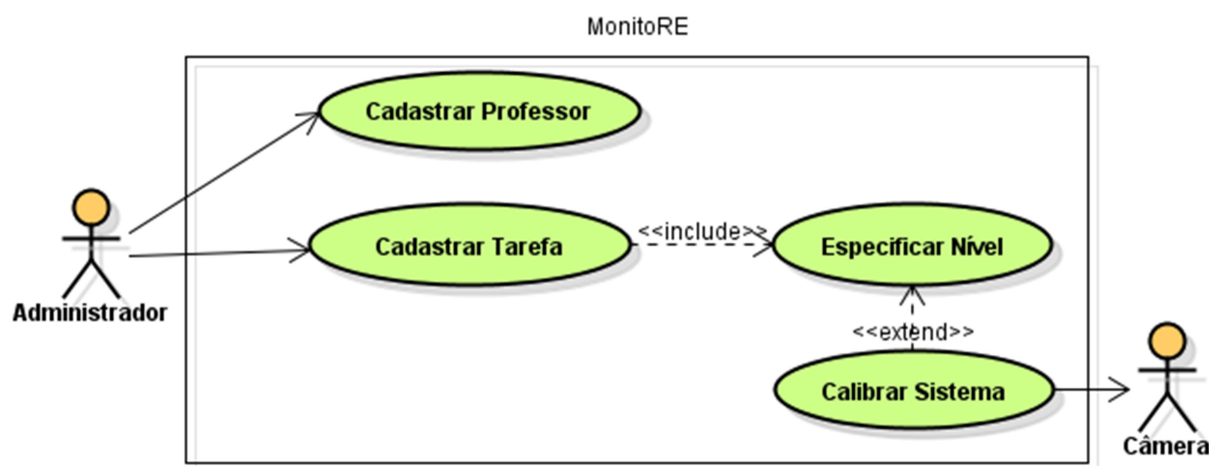 MonitoRE
Cadastrar Professor
Cadastrar Tarefa
<<include>>
Especificar Nível
Administrador
<<extend>>
Calibrar Sistema
Câmera